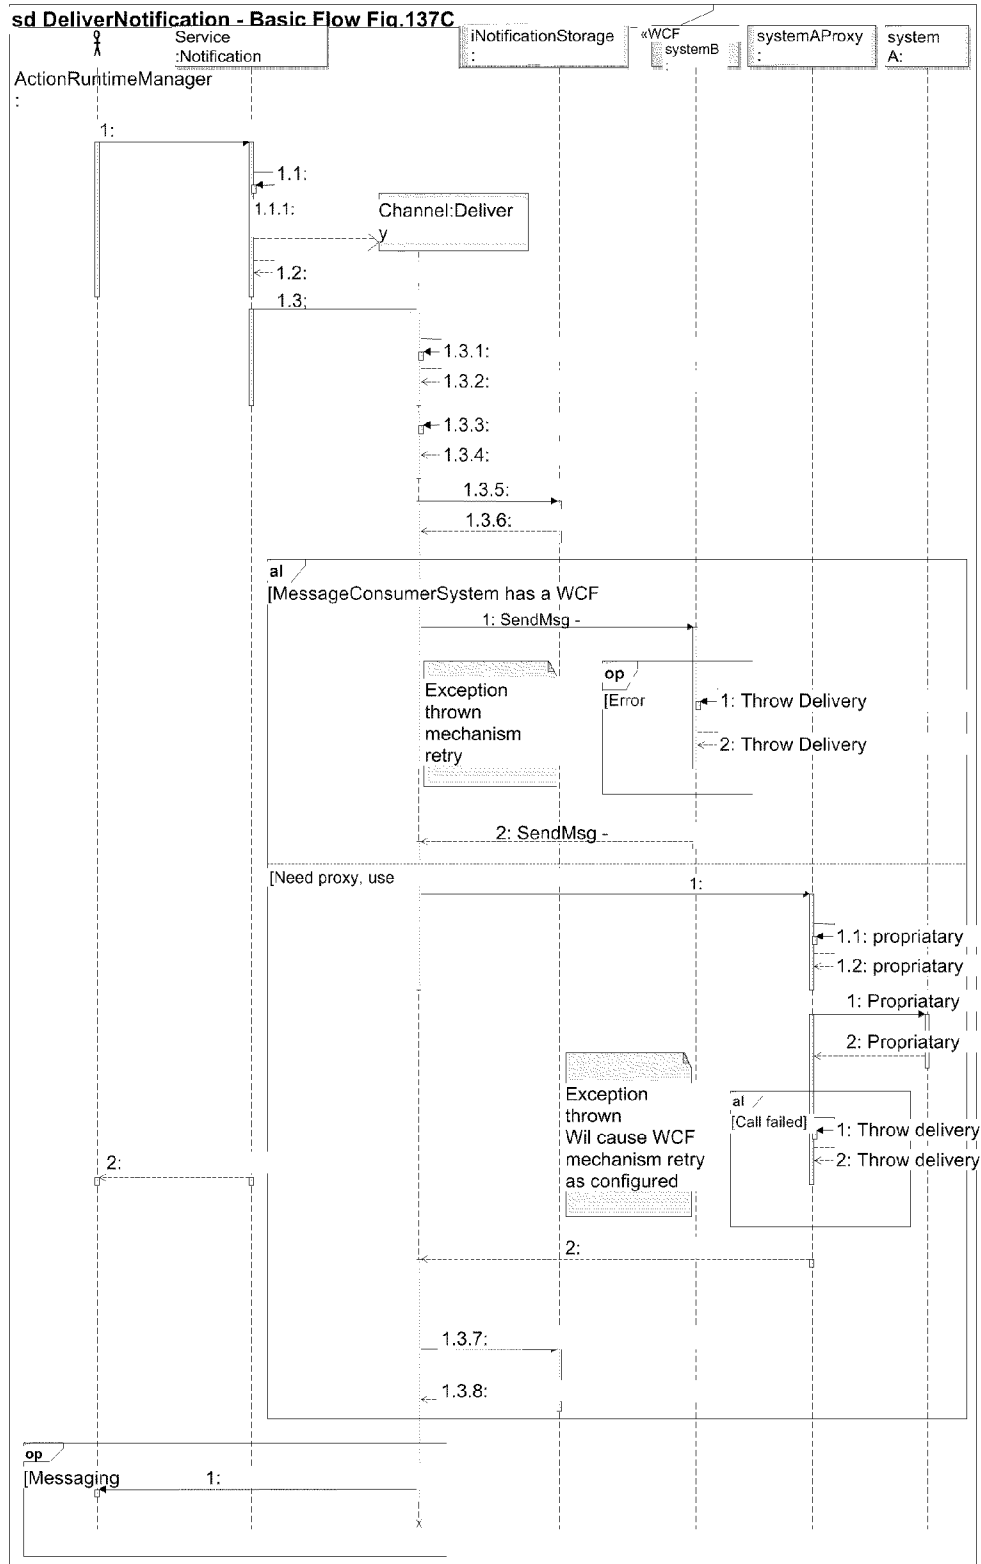 sd DeliverNotification - Basic Flow Fig.137C
Service
:Notification
iNotificationStorage
:
«WCF
systemB
:
systemAProxy
:
system
A:
ActionRuntimeManager
:
1:
1.1:
1.1.1:
Channel:Deliver
y
1.2:
1.3:
1.3.1:
1.3.2:
1.3.3:
1.3.4:
1.3.5:
1.3.6:
al
[MessageConsumerSystem has a WCF
1: SendMsg -
Exception
thrown
mechanism
retry
op
[Error
1: Throw Delivery
2: Throw Delivery
2: SendMsg -
[Need proxy, use
1:
1.1: propriatary
1.2: propriatary
1: Propriatary
2: Propriatary
Exception
thrown
Wil cause WCF
mechanism retry
as configured
al
[Call failed]
1: Throw delivery
2: Throw delivery
2:
2:
1.3.7:
1.3.8:
op
[Messaging
1: